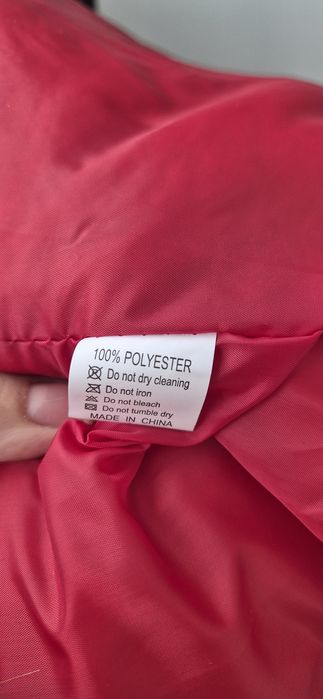 100% POLYESTER
Do not dry cleaning
Do not iron
Do not bleach
Do not tumble dry
MADE IN CHINA